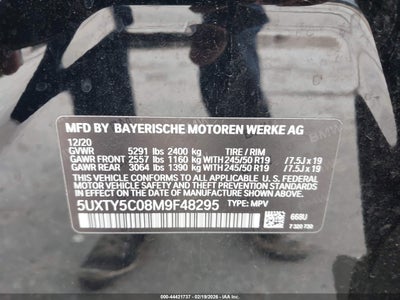 MFD BY BAYERISCHE MOTOREN WERKE AG
12/20
GVWR 5291 lbs 2400 kg TIRE / RIM
GAWR FRONT 2557 lbs 1160 kg WITH 245/50 R19 /7.5J x 19
GAWR REAR 3064 lbs 1390 kg WITH 245/50 R19 /7.5J x 19
THIS VEHICLE CONFORMS TO ALL APPLICABLE U. S. FEDERAL
MOTOR VEHICLE SAFETY, BUMPER, AND THEFT PREVENTION STANDARDS
IN EFFECT ON THE DATE OF MANUFACTURE SHOWN ABOVE.
5UXTY5C08M9F48295 TYPE: MPV
668U
7 320 730
000-44421737 - 02/19/2026 - IAAI